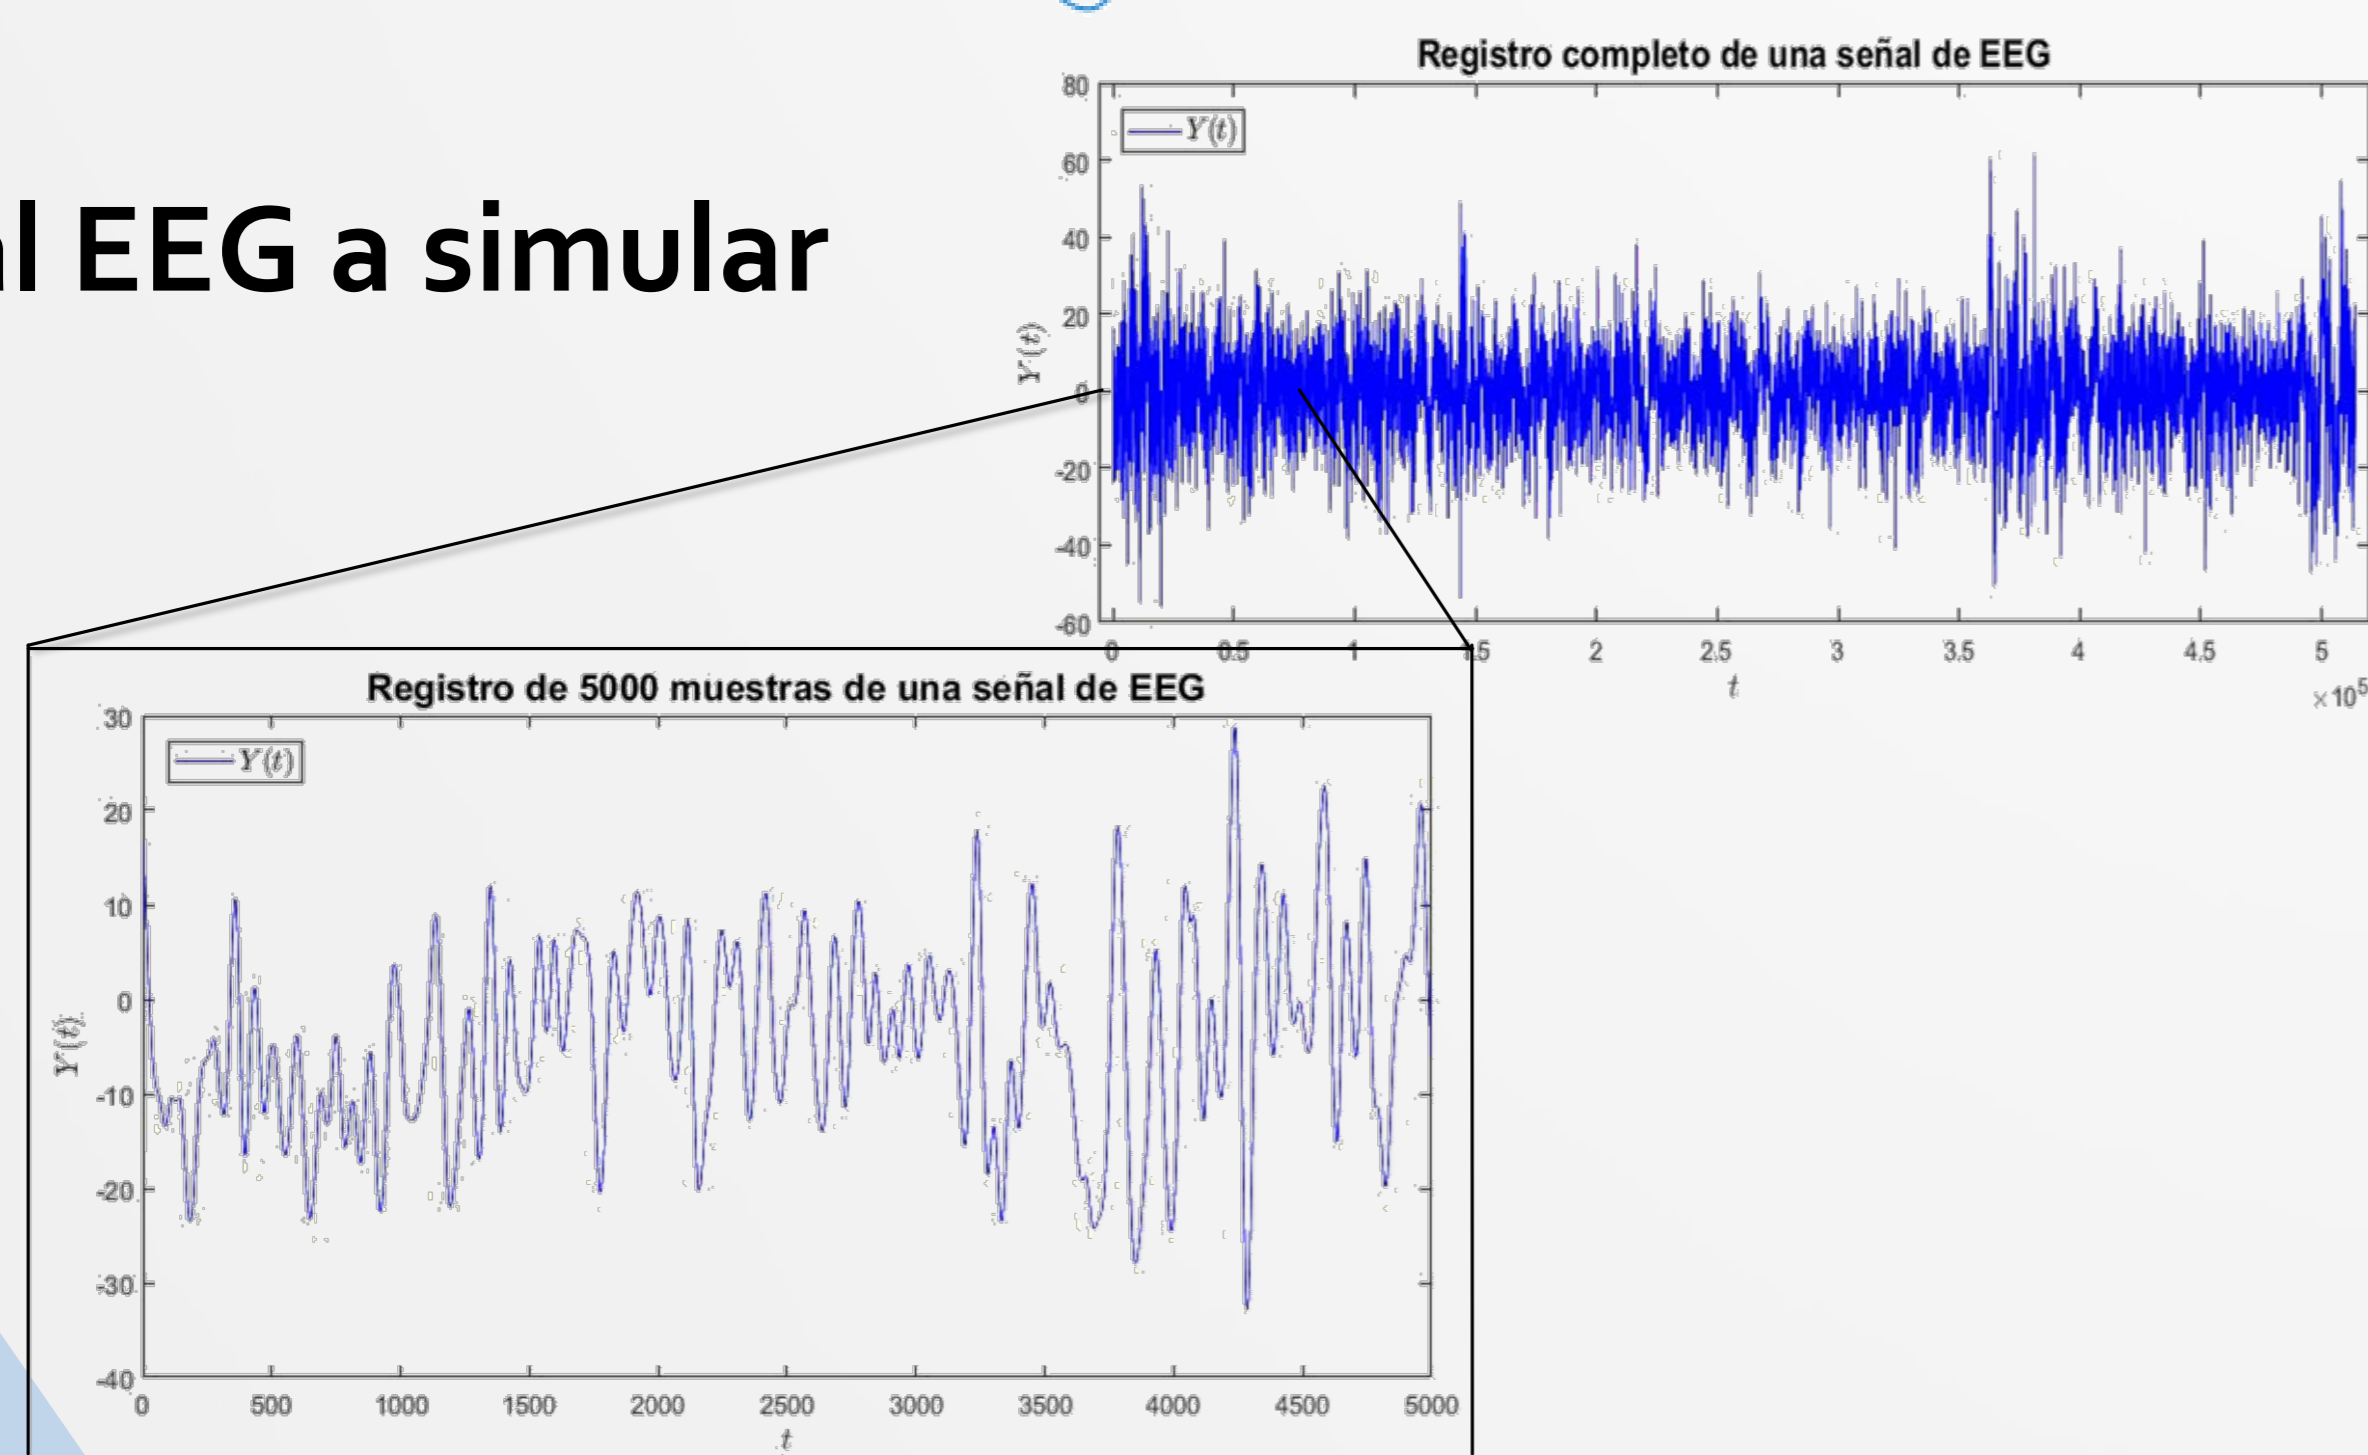 l EEG a simular
Registro completo de una señal de EEG
Y(t)
80
60
40
20
0
-20
-40
-60
Y(t)
0 0.5 1 1.5 2 2.5 3 3.5 4 4.5 5
t
×10⁵
Registro de 5000 muestras de una señal de EEG
Y(t)
30
20
10
0
-10
-20
-30
-40
Y(t)
0 500 1000 1500 2000 2500 3000 3500 4000 4500 5000
t